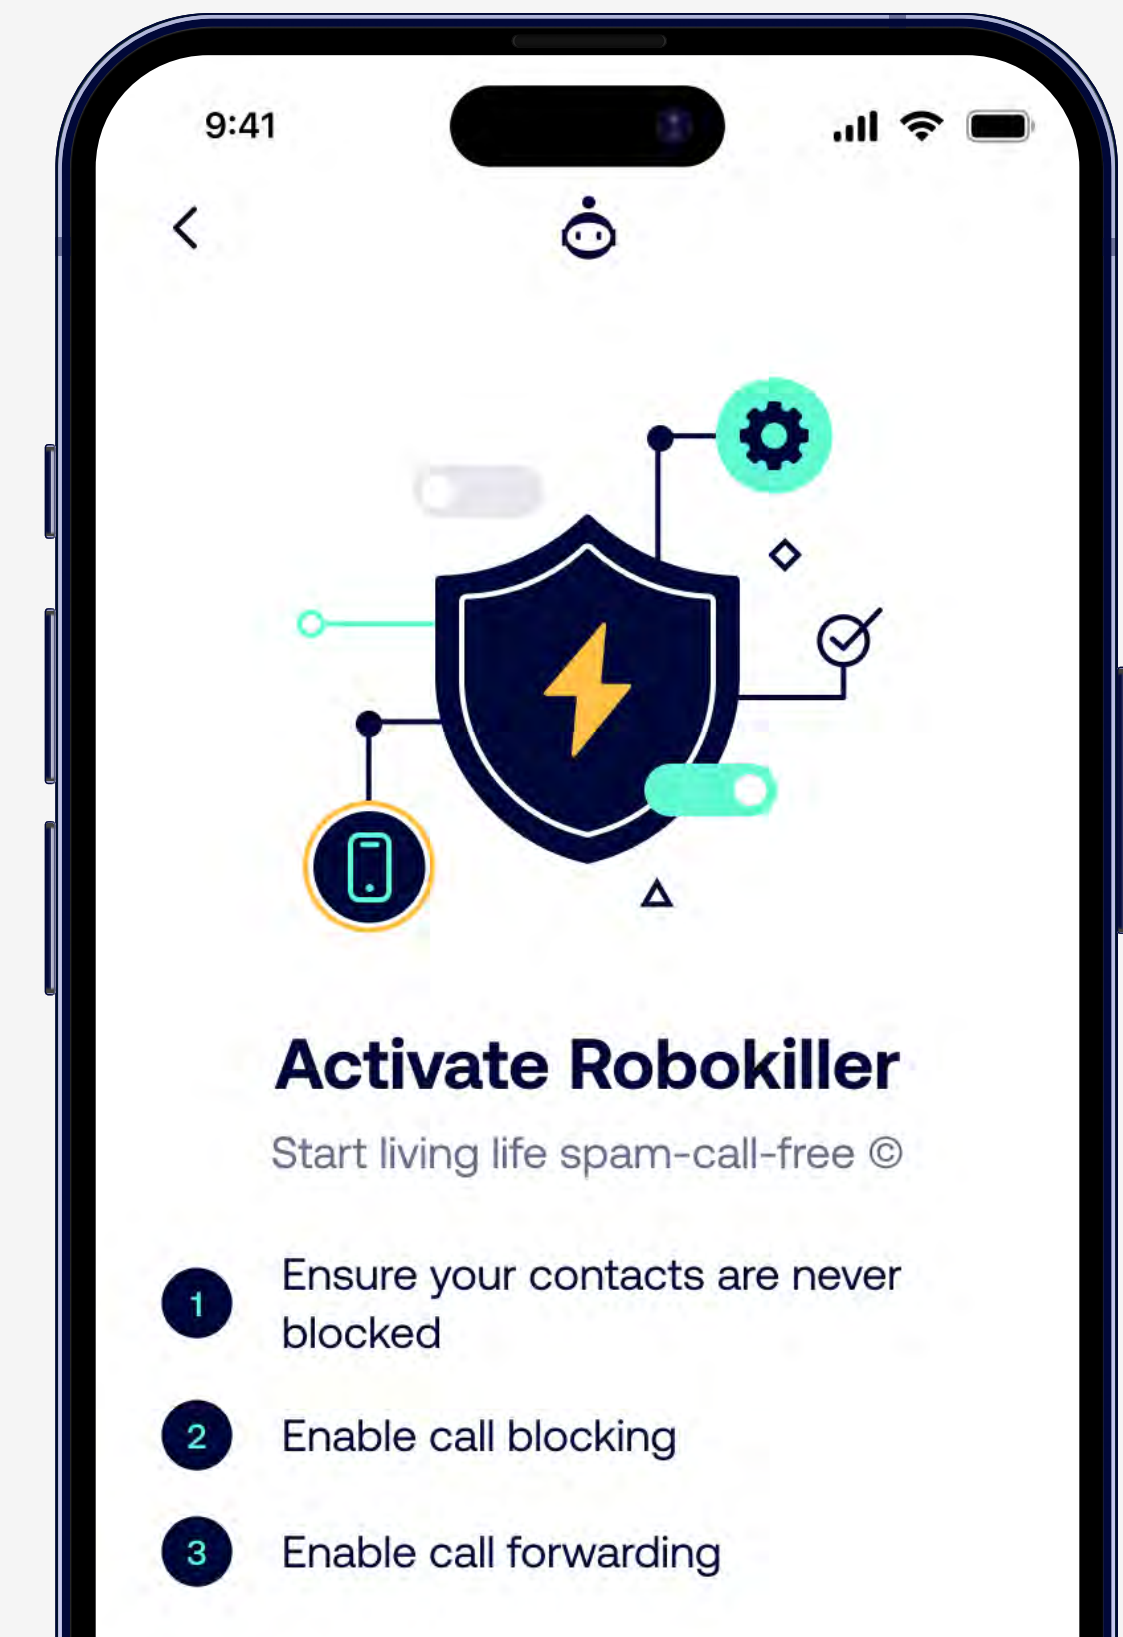 9:41
Activate Robokiller
Start living life spam-call-free ©
1
Ensure your contacts are never
blocked
2
Enable call blocking
3
Enable call forwarding